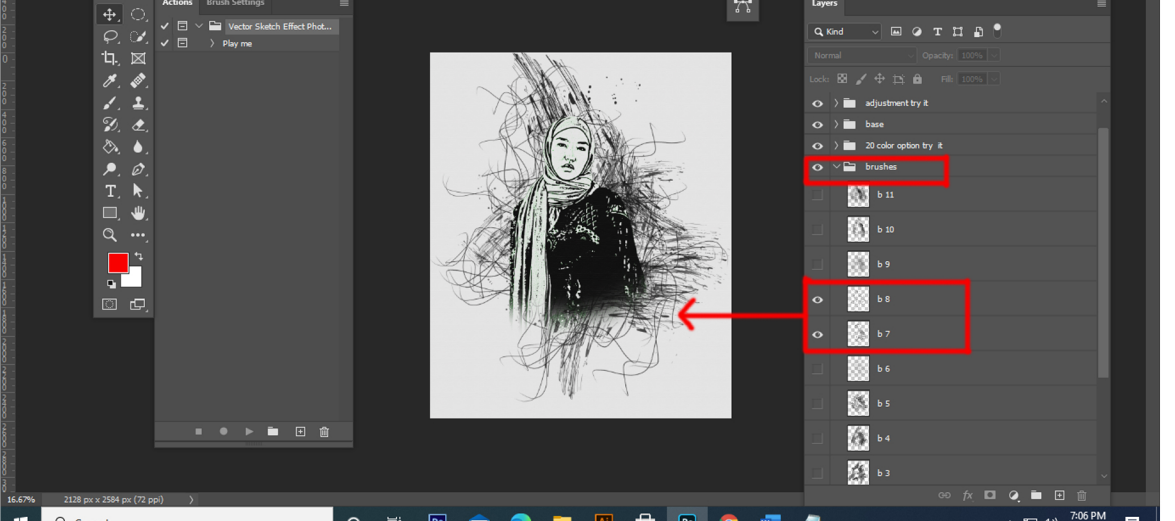 Actions
Brush Settings
Vector Sketch Effect Phot...
Play me
Layers
Kind
Normal
Opacity: 100%
Lock:
Fill: 100%
adjustment try it
base
20 color option try it
brushes
b 11
b 10
b 9
b 8
b 7
b 6
b 5
b 4
b 3
16.67%
2128 px x 2584 px (72 ppi)
7:06 PM